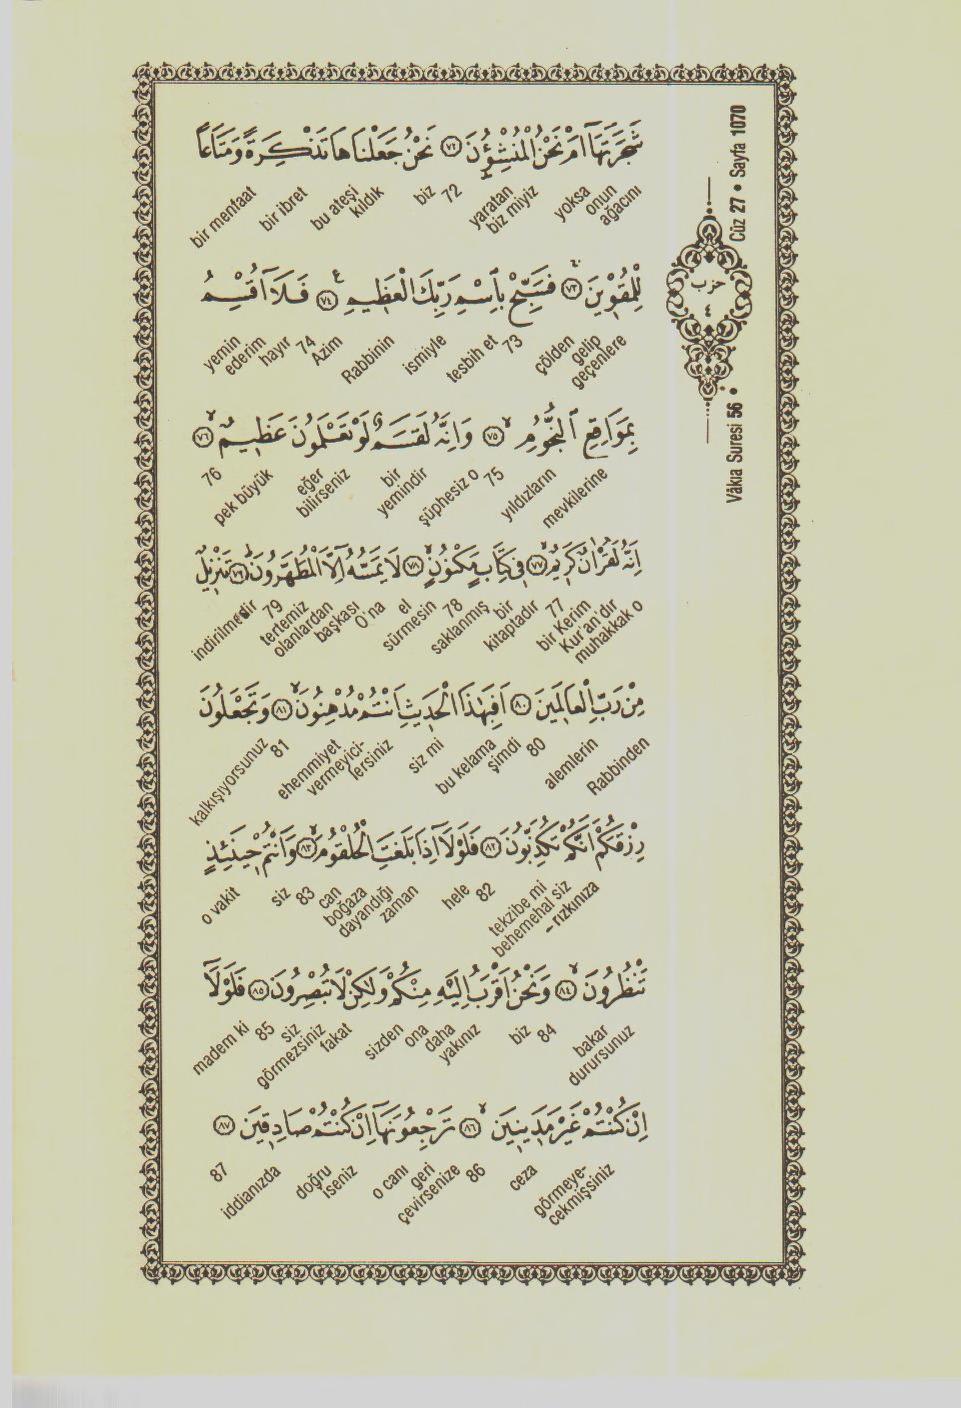 Cüz 27 • Sayfa 1070
حزب
٤
Vâkıa Suresi 56 •
شَجَرَتَهَٓا اَمْ نَحْنُ الْمُنْشِؤُ۫نَ ﴿٧٢﴾ نَحْنُ جَعَلْنَاهَا تَذْكِرَةً وَمَتَاعاً
ağacını onun yoksa biz miyiz yaratan 72 biz kıldık bu ateşi bir ibret bir menfaat
لِلْمُقْوِينَۚ ﴿٧٣﴾ فَسَبِّحْ بِاسْمِ رَبِّكَ الْعَظِيمِ ﴿٧٤﴾ فَلَٓا اُقْسِمُ
geçenlere gelip çölden 73 tesbih et ismiyle Rabbinin Azim 74 hayır ederim yemin
بِمَوَاقِعِ النُّجُومِۙ ﴿٧٥﴾ وَاِنَّهُ لَقَسَمٌ لَوْ تَعْلَمُونَ عَظِيمٌۙ ﴿٧٦﴾
mevkilerine yıldızların 75 şüphesiz o yemindir bir bilirseniz eğer pek büyük 76
اِنَّهُ لَقُرْاٰنٌ كَرِيمٌۙ ﴿٧٧﴾ فِي كِتَابٍ مَكْنُونٍۙ ﴿٧٨﴾ لَا يَمَسُّهُٓ اِلَّا الْمُطَهَّرُونَۜ ﴿٧٩﴾ تَنْزِيلٌ
muhakkak o Kur'an'dır bir Kerim 77 kitaptadır bir saklanmış 78 sürmesin el O'na başkası olanlardan tertemiz 79 indirilmedir
مِنْ رَبِّ الْعَالَمِينَ ﴿٨٠﴾ اَفَبِهٰذَا الْحَدِيثِ اَنْتُمْ مُدْهِنُونَۙ ﴿٨١﴾ وَتَجْعَلُونَ
Rabbinden alemlerin 80 şimdi bu kelama siz mi ehemmiyet vermeyici- lersiniz 81 kalkışıyorsunuz
رِزْقَكُمْ اَنَّكُمْ تُكَذِّبُونَ ﴿٨٢﴾ فَلَوْلَٓا اِذَا بَلَغَتِ الْحُلْقُومَۙ ﴿٨٣﴾ وَاَنْتُمْ حِينَئِذٍ
–rızkınıza behemehal siz tekzibe mi 82 hele zaman dayandığı boğaza can 83 siz o vakit
تَنْظُرُونَۙ ﴿٨٤﴾ وَنَحْنُ اَقْرَبُ اِلَيْهِ مِنْكُمْ وَلٰكِنْ لَا تُبْصِرُونَ ﴿٨٥﴾ فَلَوْلَٓا
durursunuz bakar 84 biz yakınız daha ona sizden fakat görmezsiniz siz 85 madem ki
اِنْ كُنْتُمْ غَيْرَ مَدِينِينَۙ ﴿٨٦﴾ تَرْجِعُونَهَٓا اِنْ كُنْتُمْ صَادِقِينَ ﴿٨٧﴾
görmeye- cekmişsiniz ceza 86 çevirsenize geri o canı iseniz doğru iddianızda 87